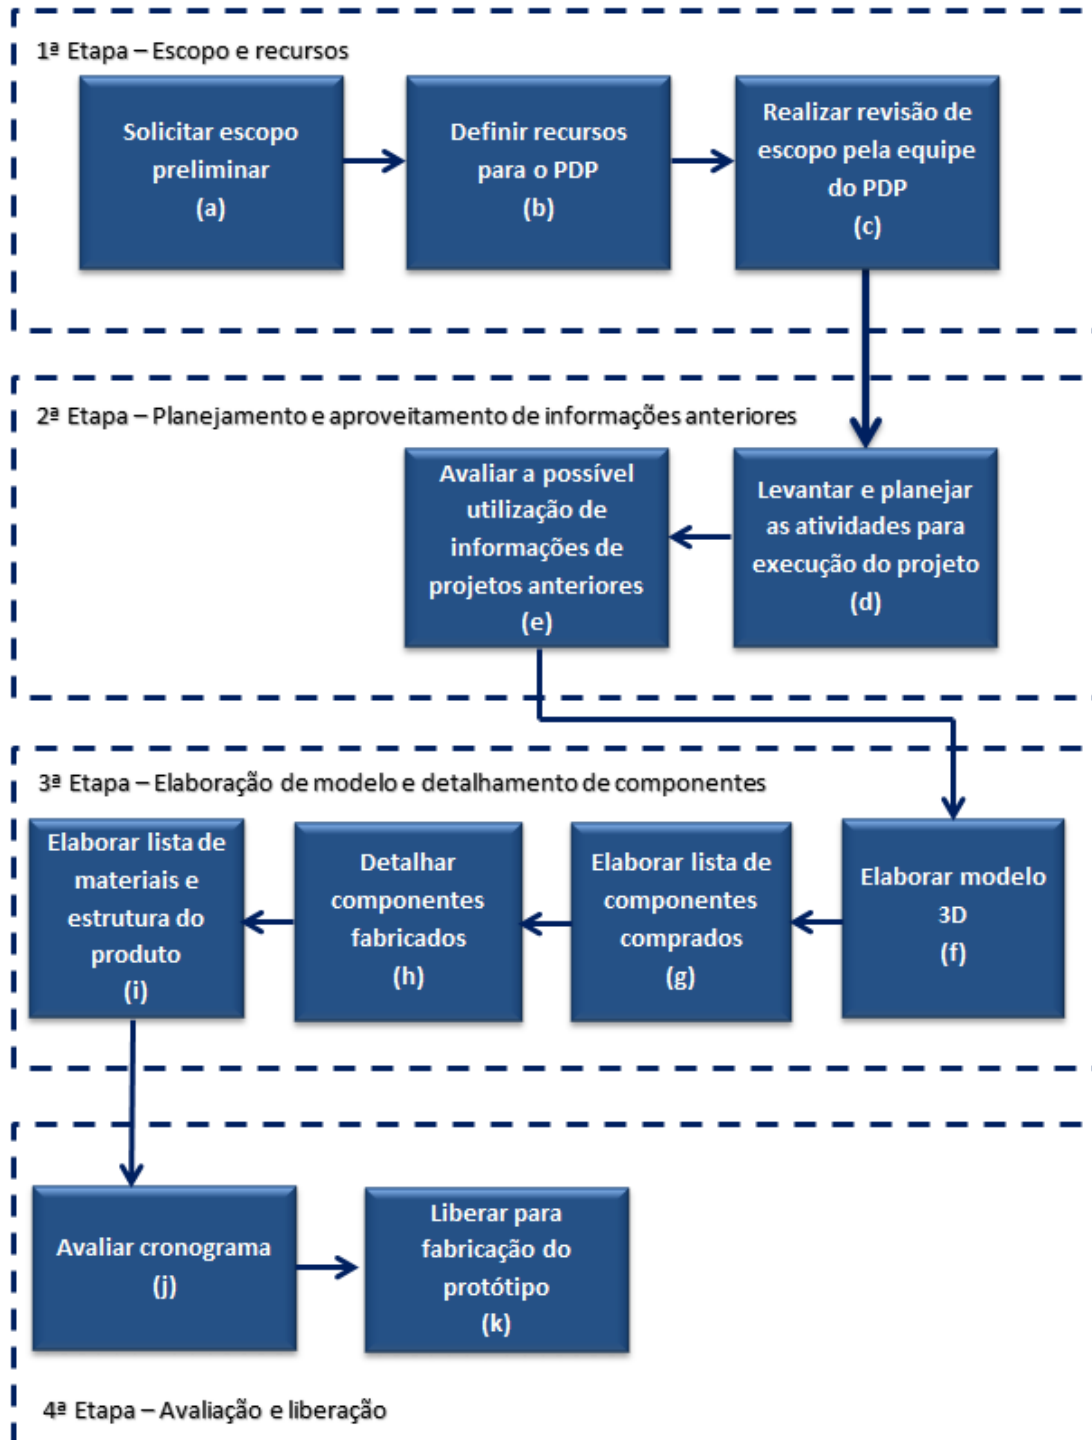 1ª Etapa – Escopo e recursos
Solicitar escopo
preliminar
(a)
Definir recursos
para o PDP
(b)
Realizar revisão de
escopo pela equipe
do PDP
(c)
2ª Etapa – Planejamento e aproveitamento de informações anteriores
Avaliar a possível
utilização de
informações de
projetos anteriores
(e)
Levantar e planejar
as atividades para
execução do projeto
(d)
3ª Etapa – Elaboração de modelo e detalhamento de componentes
Elaborar lista de
materiais e
estrutura do
produto
(i)
Detalhar
componentes
fabricados
(h)
Elaborar lista de
componentes
comprados
(g)
Elaborar modelo
3D
(f)
Avaliar cronograma
(j)
Liberar para
fabricação do
protótipo
(k)
4ª Etapa – Avaliação e liberação